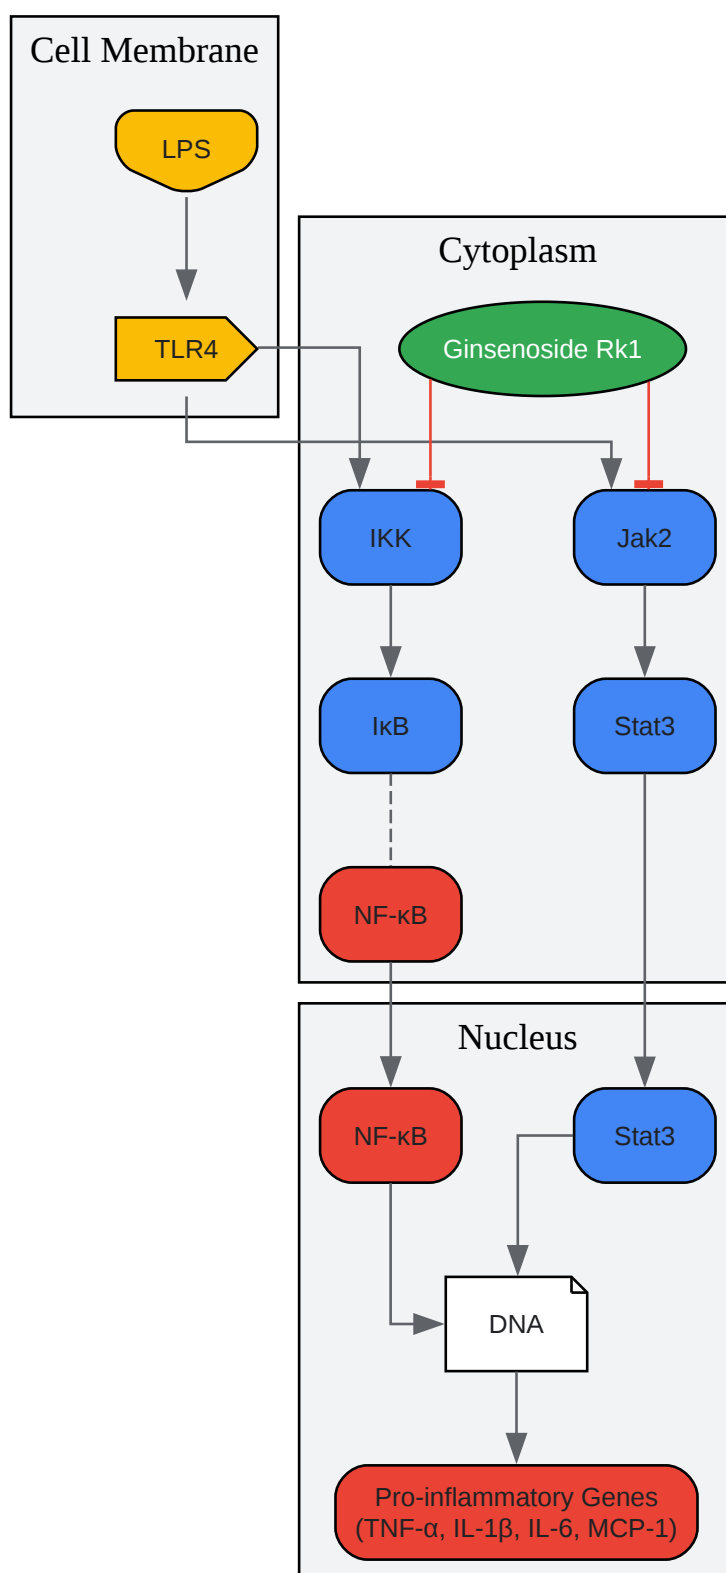 Cell Membrane
LPS
TLR4
Cytoplasm
Ginsenoside Rk1
IKK
Jak2
IκB
Stat3
NF-κB
Nucleus
NF-κB
Stat3
DNA
Pro-inflammatory Genes
(TNF-α, IL-1β, IL-6, MCP-1)